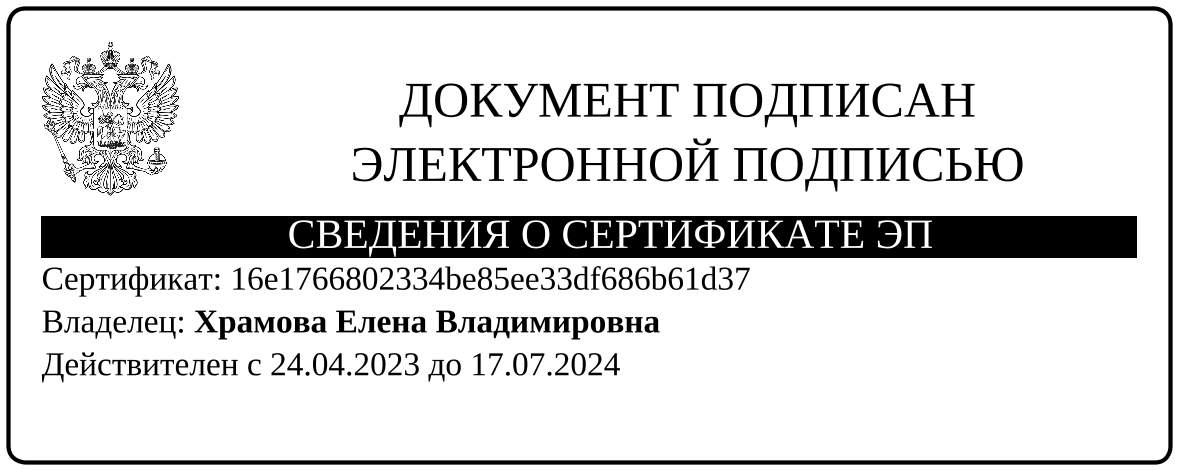 ДОКУМЕНТ ПОДПИСАН
ЭЛЕКТРОННОЙ ПОДПИСЬЮ
СВЕДЕНИЯ О СЕРТИФИКАТЕ ЭП
Сертификат: 16e1766802334be85ee33df686b61d37
Владелец: Храмова Елена Владимировна
Действителен с 24.04.2023 до 17.07.2024